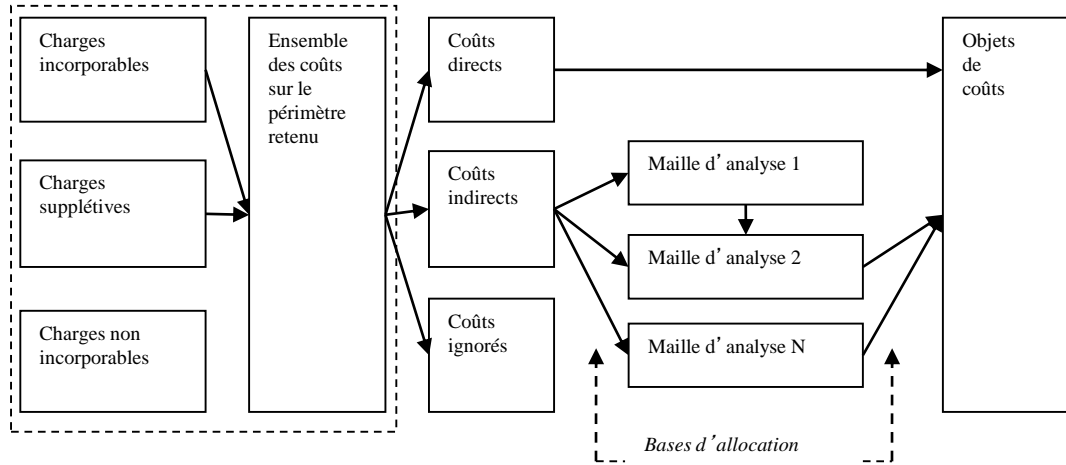 Charges
incorporables
Ensemble
des coûts
sur le
périmètre
retenu
Coûts
directs
Objets
de
coûts
Charges
supplétives
Coûts
indirects
Maille d’analyse 1
Maille d’analyse 2
Charges non
incorporables
Coûts
ignorés
Maille d’analyse N
Bases d’allocation